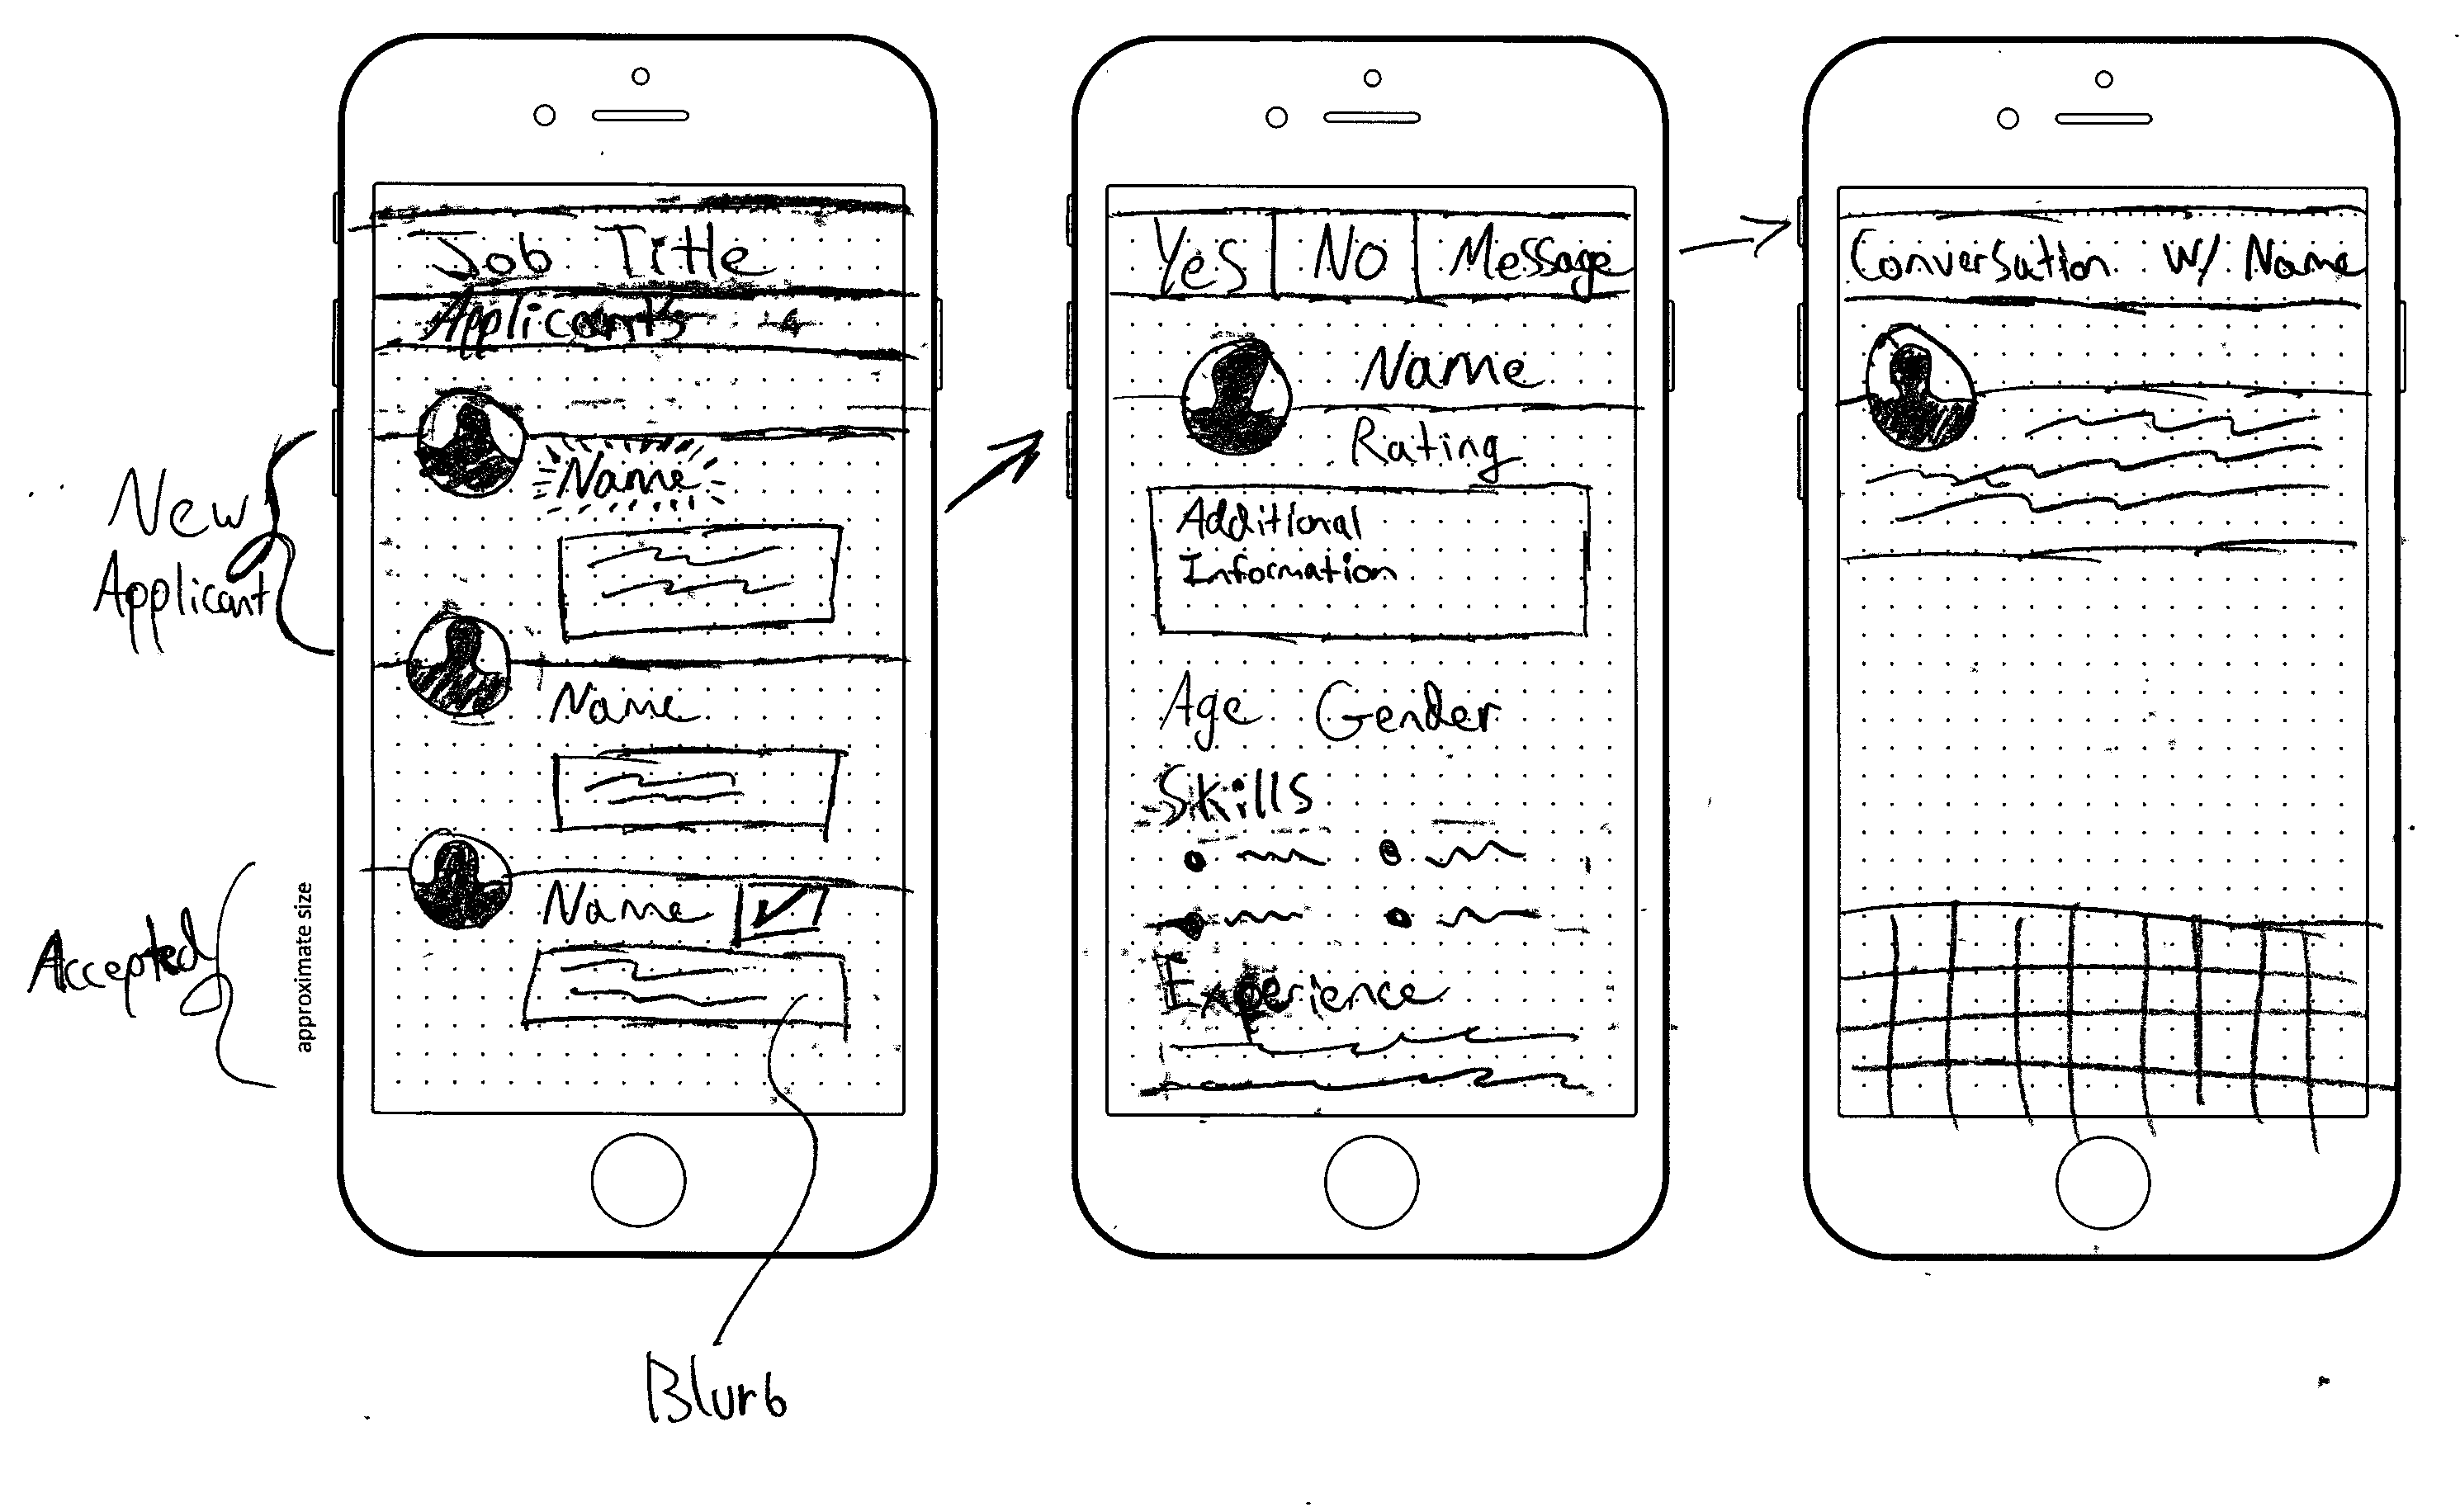 Job Title
Applicants
Name
Name
Name
New
Applicant
Accepted
approximate size
Blurb
Yes No Message
Name
Rating
Additional
Information
Age Gender
Skills
Experience
Conversation w/ Name